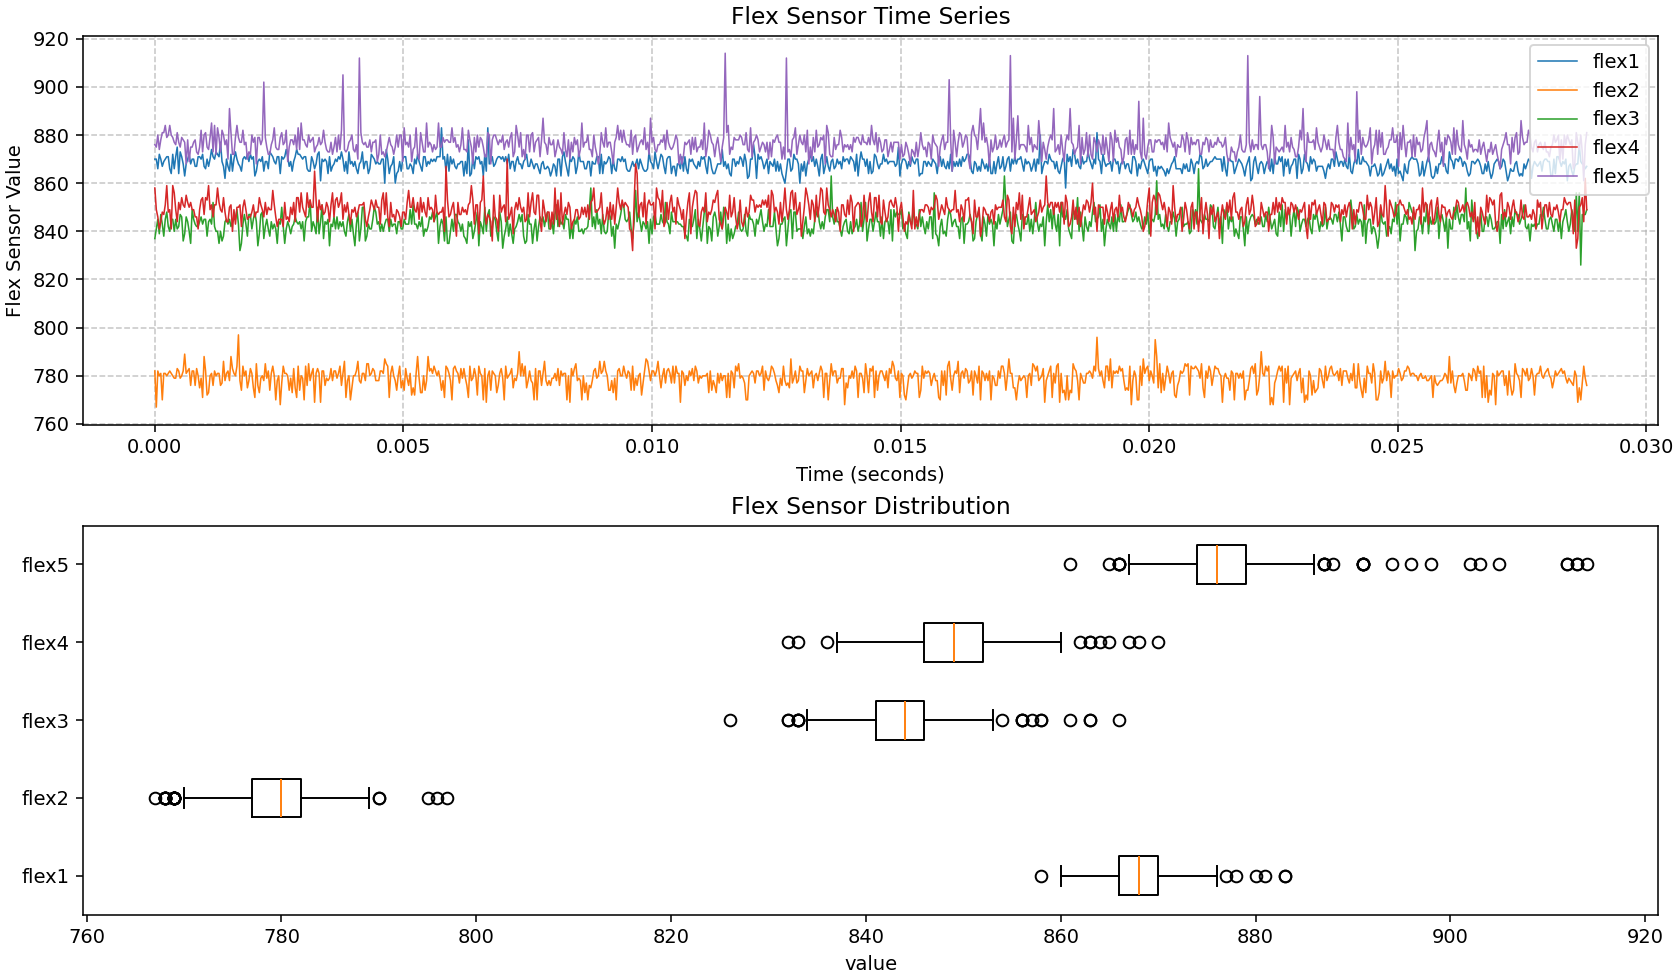 Flex Sensor Time Series
Flex Sensor Value
920
900
880
860
840
820
800
780
760
flex1
flex2
flex3
flex4
flex5
0.000 0.005 0.010 0.015 0.020 0.025 0.030
Time (seconds)
Flex Sensor Distribution
flex5
flex4
flex3
flex2
flex1
760 780 800 820 840 860 880 900 920
value